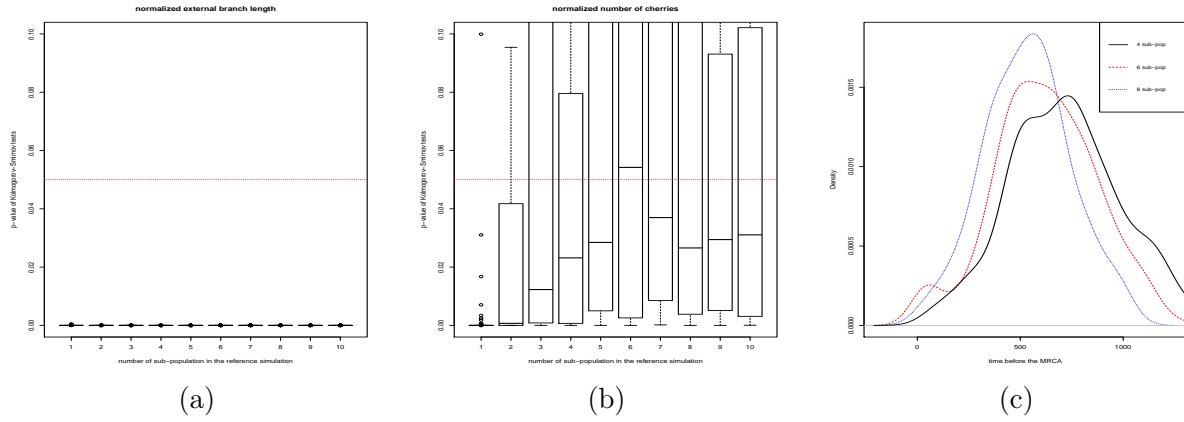 normalized external branch length
p-value of Kolmogorov-Smirnov tests
0.00 0.02 0.04 0.06 0.08 0.10
1 2 3 4 5 6 7 8 9 10
number of sub-population in the reference simulation
(a)
normalized number of cherries
p-value of Kolmogorov-Smirnov tests
0.00 0.02 0.04 0.06 0.08 0.10
1 2 3 4 5 6 7 8 9 10
number of sub-population in the reference simulation
(b)
4 sub-pop
6 sub-pop
8 sub-pop
Density
0.0000 0.0005 0.0010 0.0015
0 500 1000
time before the MRCA
(c)